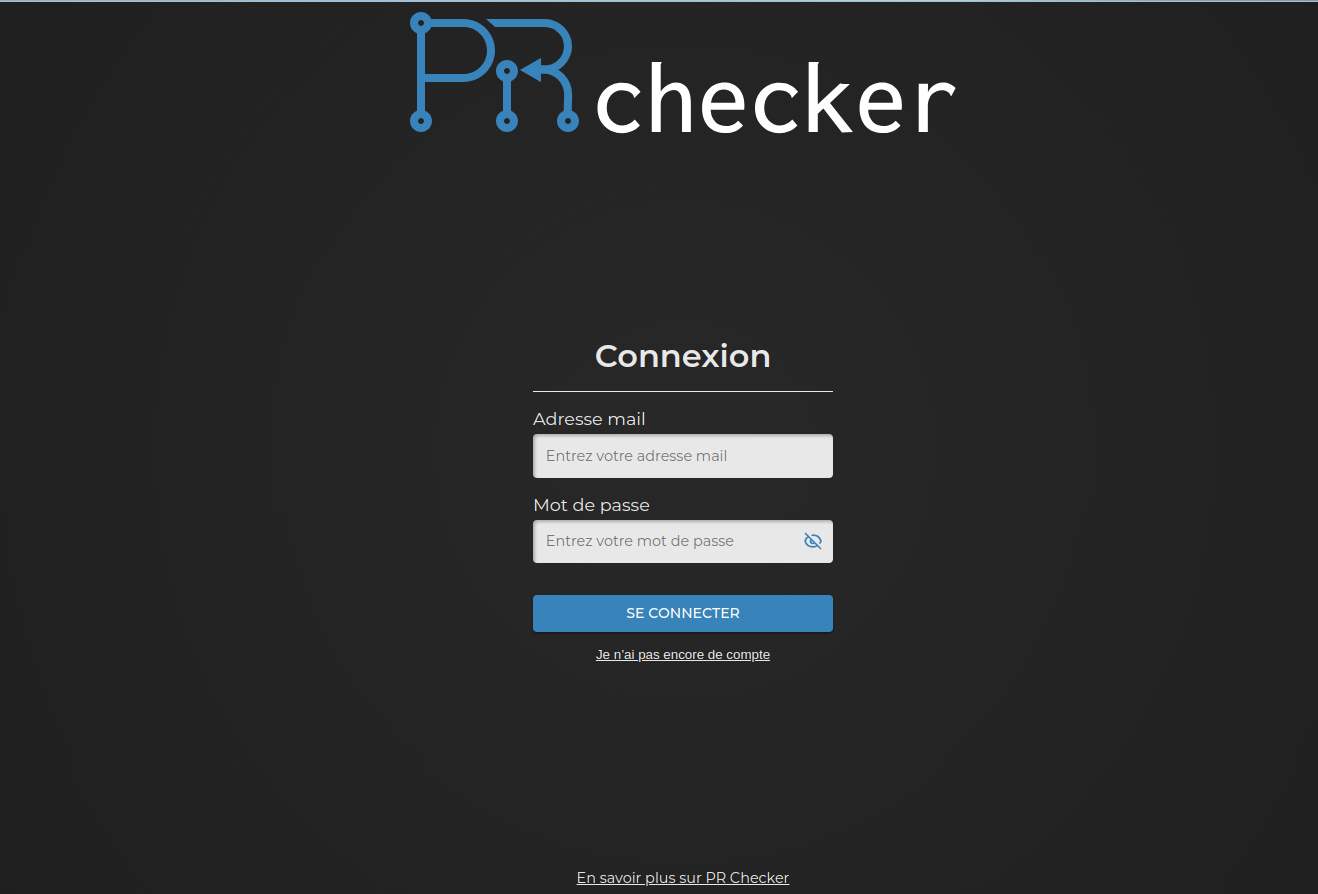 PR checker
Connexion
Adresse mail
Entrez votre adresse mail
Mot de passe
Entrez votre mot de passe
SE CONNECTER
Je n'ai pas encore de compte
En savoir plus sur PR Checker